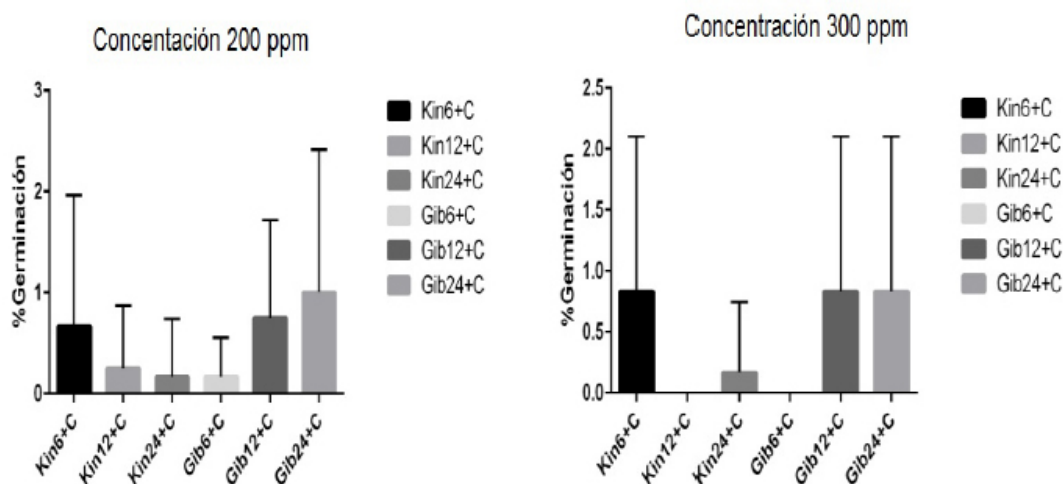 Concentación 200 ppm
%Germinación
3
2
1
0
Kin6+C
Kin12+C
Kin24+C
Gib6+C
Gib12+C
Gib24+C
Kin6+C
Kin12+C
Kin24+C
Gib6+C
Gib12+C
Gib24+C
Concentración 300 ppm
%Germinación
2.5
2.0
1.5
1.0
0.5
0.0
Kin6+C
Kin12+C
Kin24+C
Gib6+C
Gib12+C
Gib24+C
Kin6+C
Kin12+C
Kin24+C
Gib6+C
Gib12+C
Gib24+C